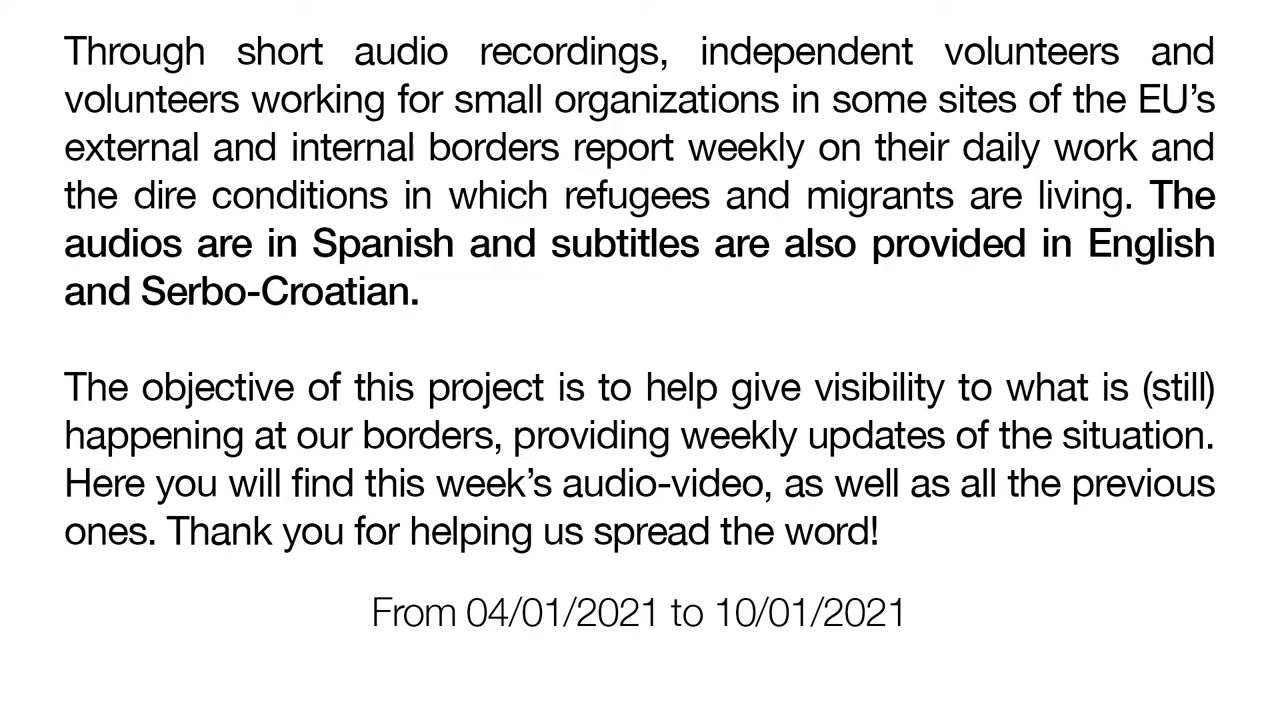 Through short audio recordings, independent volunteers and
volunteers working for small organizations in some sites of the EU’s
external and internal borders report weekly on their daily work and
the dire conditions in which refugees and migrants are living. The
audios are in Spanish and subtitles are also provided in English
and Serbo-Croatian.
The objective of this project is to help give visibility to what is (still)
happening at our borders, providing weekly updates of the situation.
Here you will find this week’s audio-video, as well as all the previous
ones. Thank you for helping us spread the word!
From 04/01/2021 to 10/01/2021